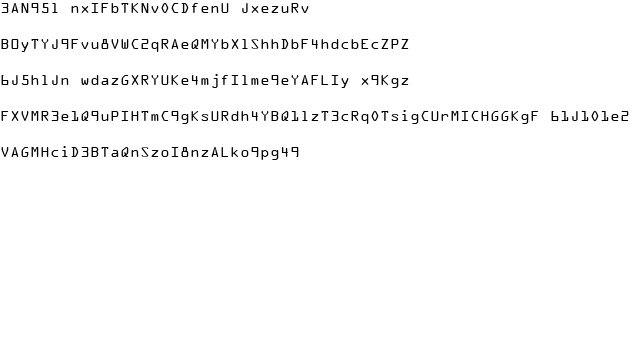 3AN951 nxIFbTKNv0CDfenU JxezuRv
BOyTYJ9Fvu8VWC2qRAeQMYbX1ShhDbF4hdcbEcZPZ
6J5h1Jn wdazGXRYUKe4mjfI1me9eYAFLIy x9Kgz
FXVMR3e1Q9uPIHTmC9gKsURdh4YBQ11zT3cRq0TsigCUrMICHGGKgF 61J101e2
VAGMHciD3BTaQnSzoI8nzALko9pg49